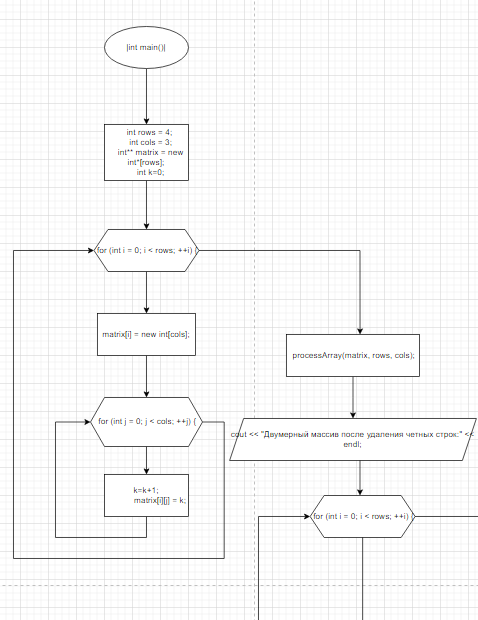 |int main()|
int rows = 4;
int cols = 3;
int** matrix = new
int*[rows];
int k=0;
for (int i = 0; i < rows; ++i) {
matrix[i] = new int[cols];
for (int j = 0; j < cols; ++j) {
k=k+1;
matrix[i][j] = k;
processArray(matrix, rows, cols);
cout << "Двумерный массив после удаления четных строк:" <<
endl;
for (int i = 0; i < rows; ++i) {